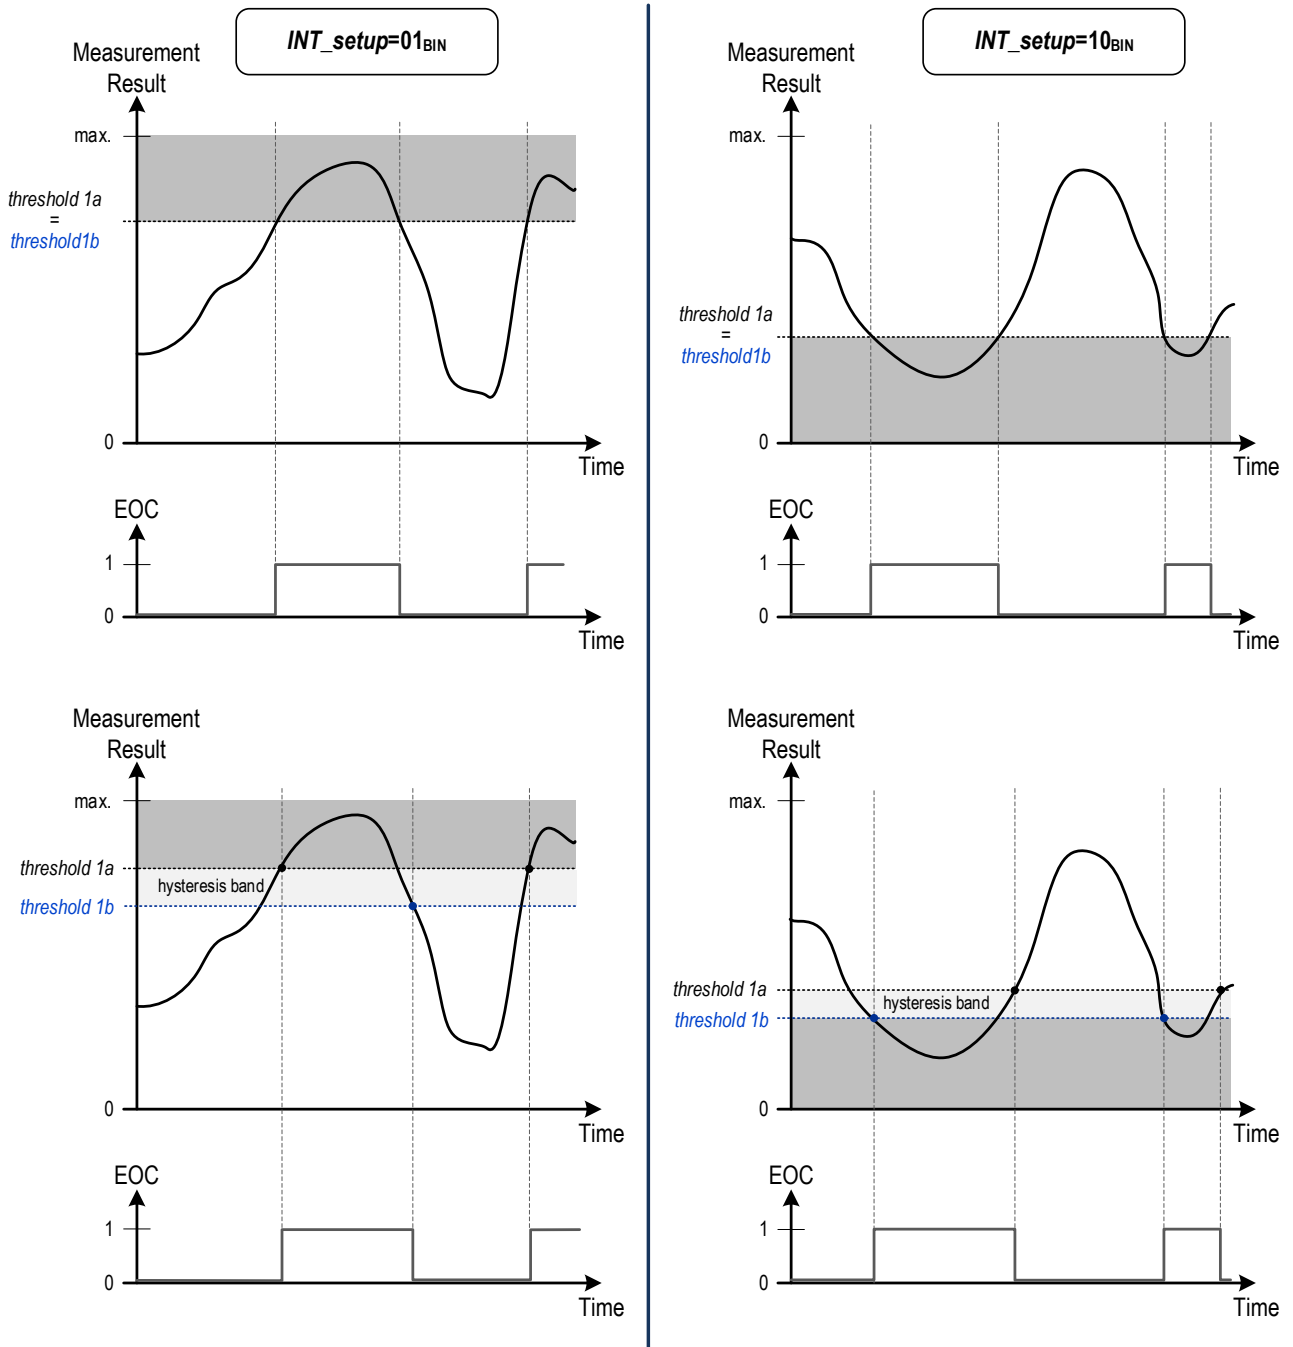 INT_setup=01BIN
Measurement
Result
max.
threshold 1a
=
threshold1b
0
Time
EOC
1
0
Time
Measurement
Result
max.
threshold 1a
hysteresis band
threshold 1b
0
Time
EOC
1
0
Time
INT_setup=10BIN
Measurement
Result
max.
threshold 1a
=
threshold1b
0
Time
EOC
1
0
Time
Measurement
Result
max.
threshold 1a
hysteresis band
threshold 1b
0
Time
EOC
1
0
Time